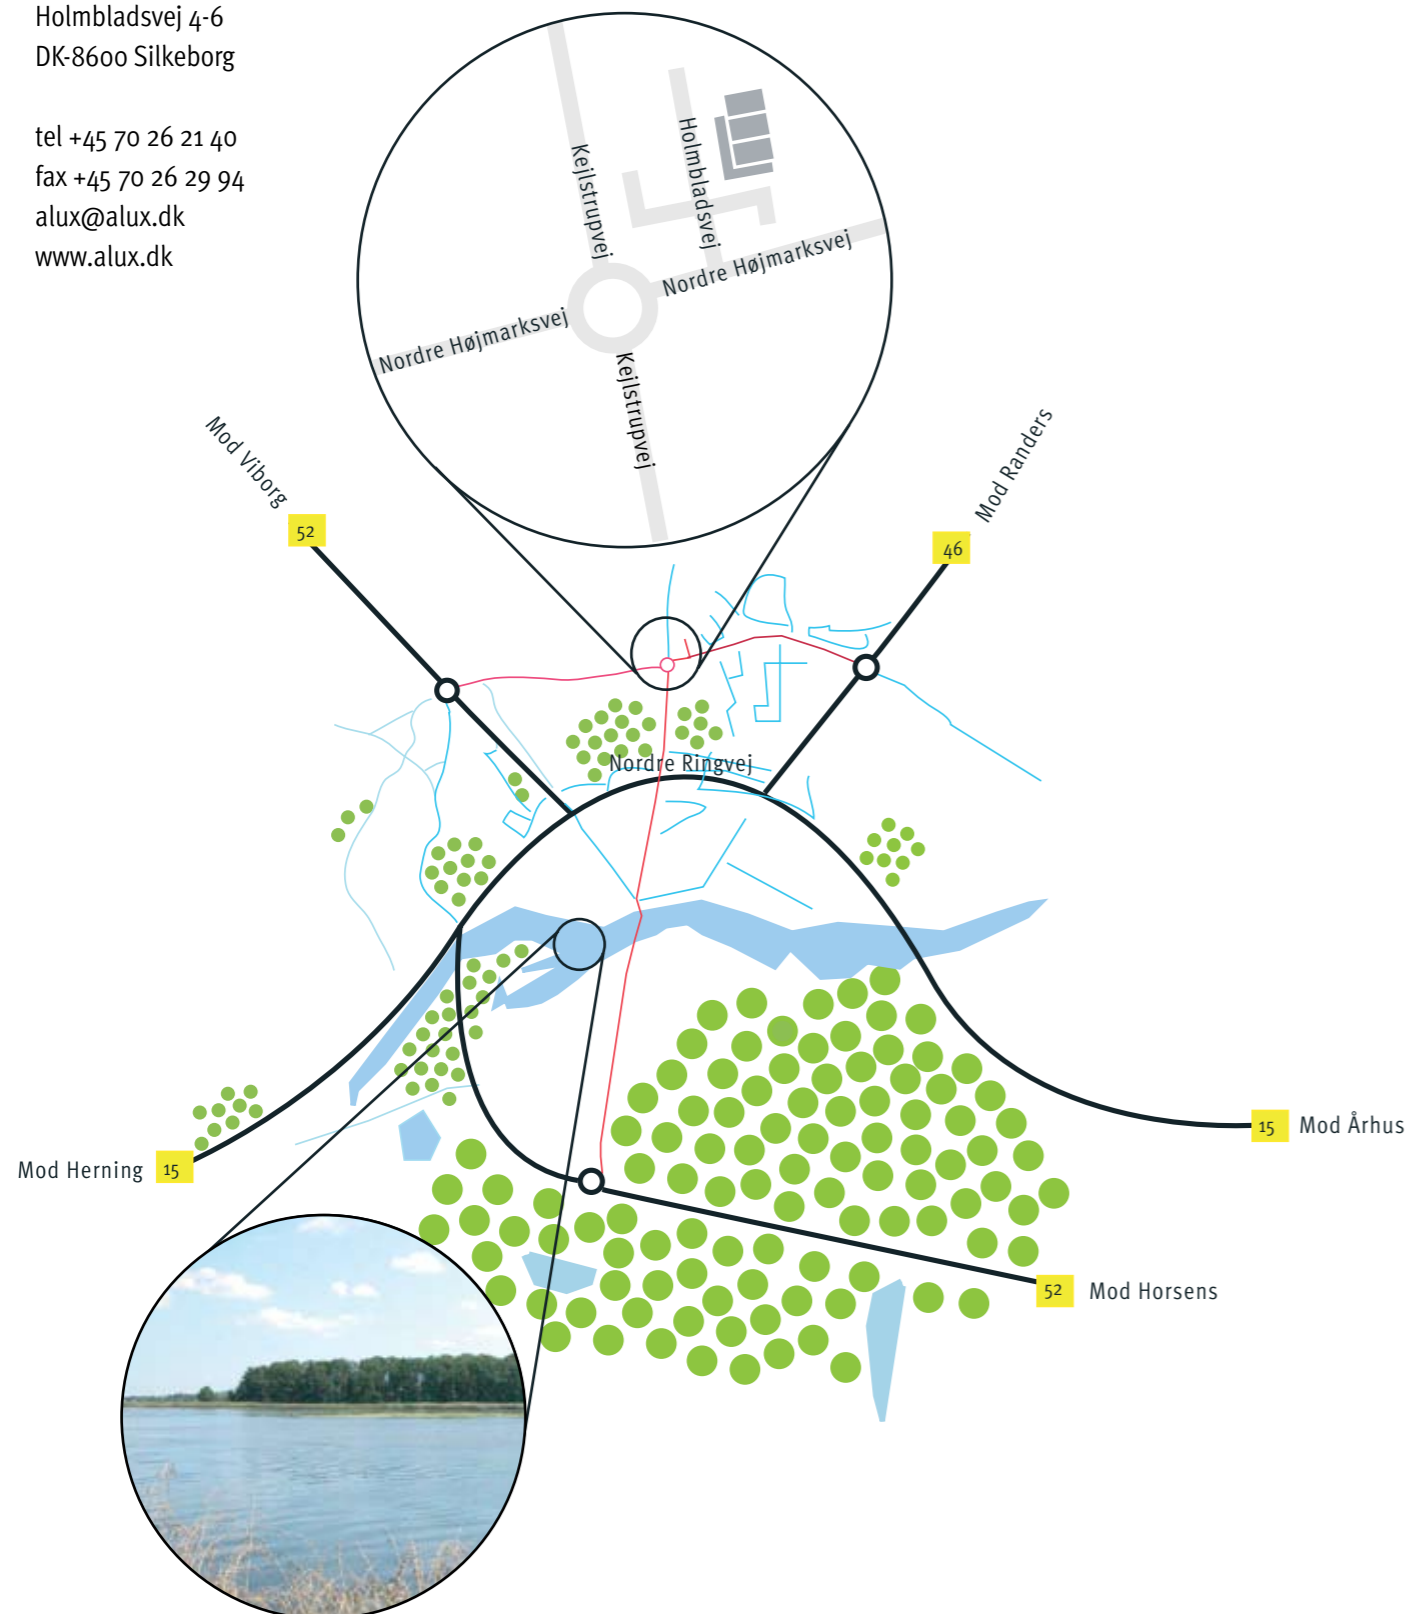 Holmbladsvej 4-6
DK-8600 Silkeborg
tel +45 70 26 21 40
fax +45 70 26 29 94
alux@alux.dk
www.alux.dk
Kejlstrupvej
Holmbladsvej
Nordre Højmarksvej
Nordre Højmarksvej
Kejlstrupvej
Mod Viborg
52
Mod Randers
46
Nordre Ringvej
15 Mod Århus
Mod Herning 15
52 Mod Horsens